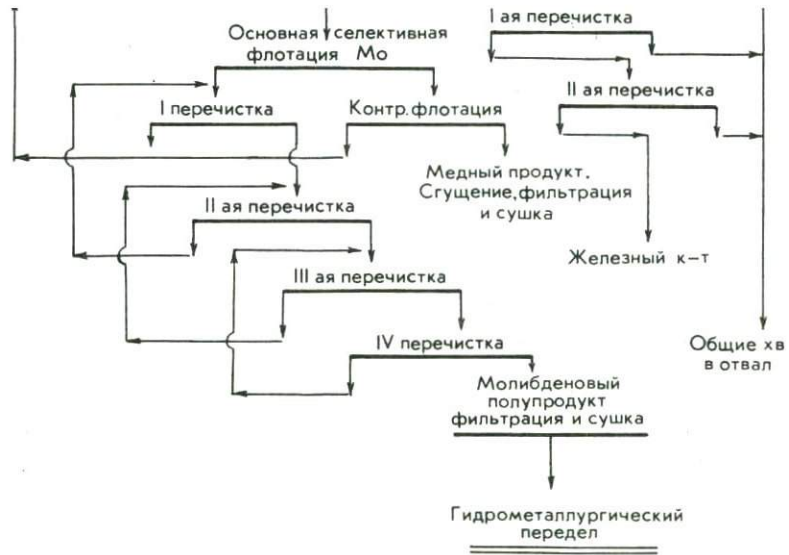 Основная селективная
флотация Мо
I ая перечистка
II ая перечистка
I перечистка
Контр. флотация
Медный продукт.
Сгущение, фильтрация
и сушка
II ая перечистка
Железный к-т
III ая перечистка
IV перечистка
Общие хв
в отвал
Молибденовый
полупродукт
фильтрация и сушка
Гидрометаллургический
передел